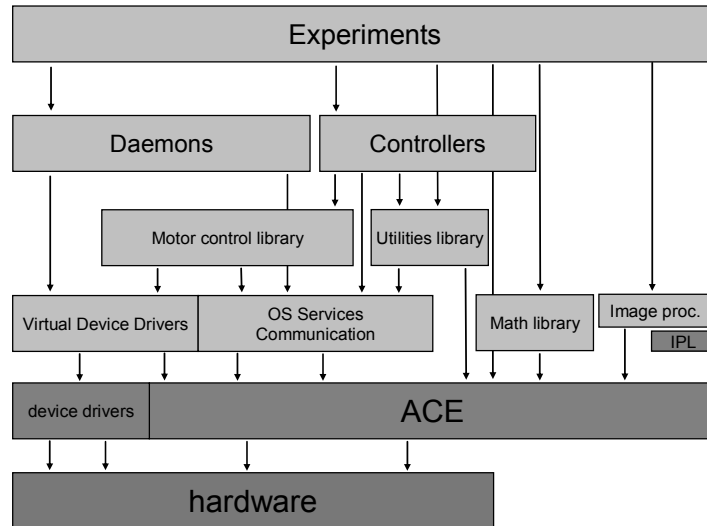 Experiments
Daemons
Controllers
Motor control library
Utilities library
Virtual Device Drivers
OS Services
Communication
Math library
Image proc.
IPL
device drivers
ACE
hardware